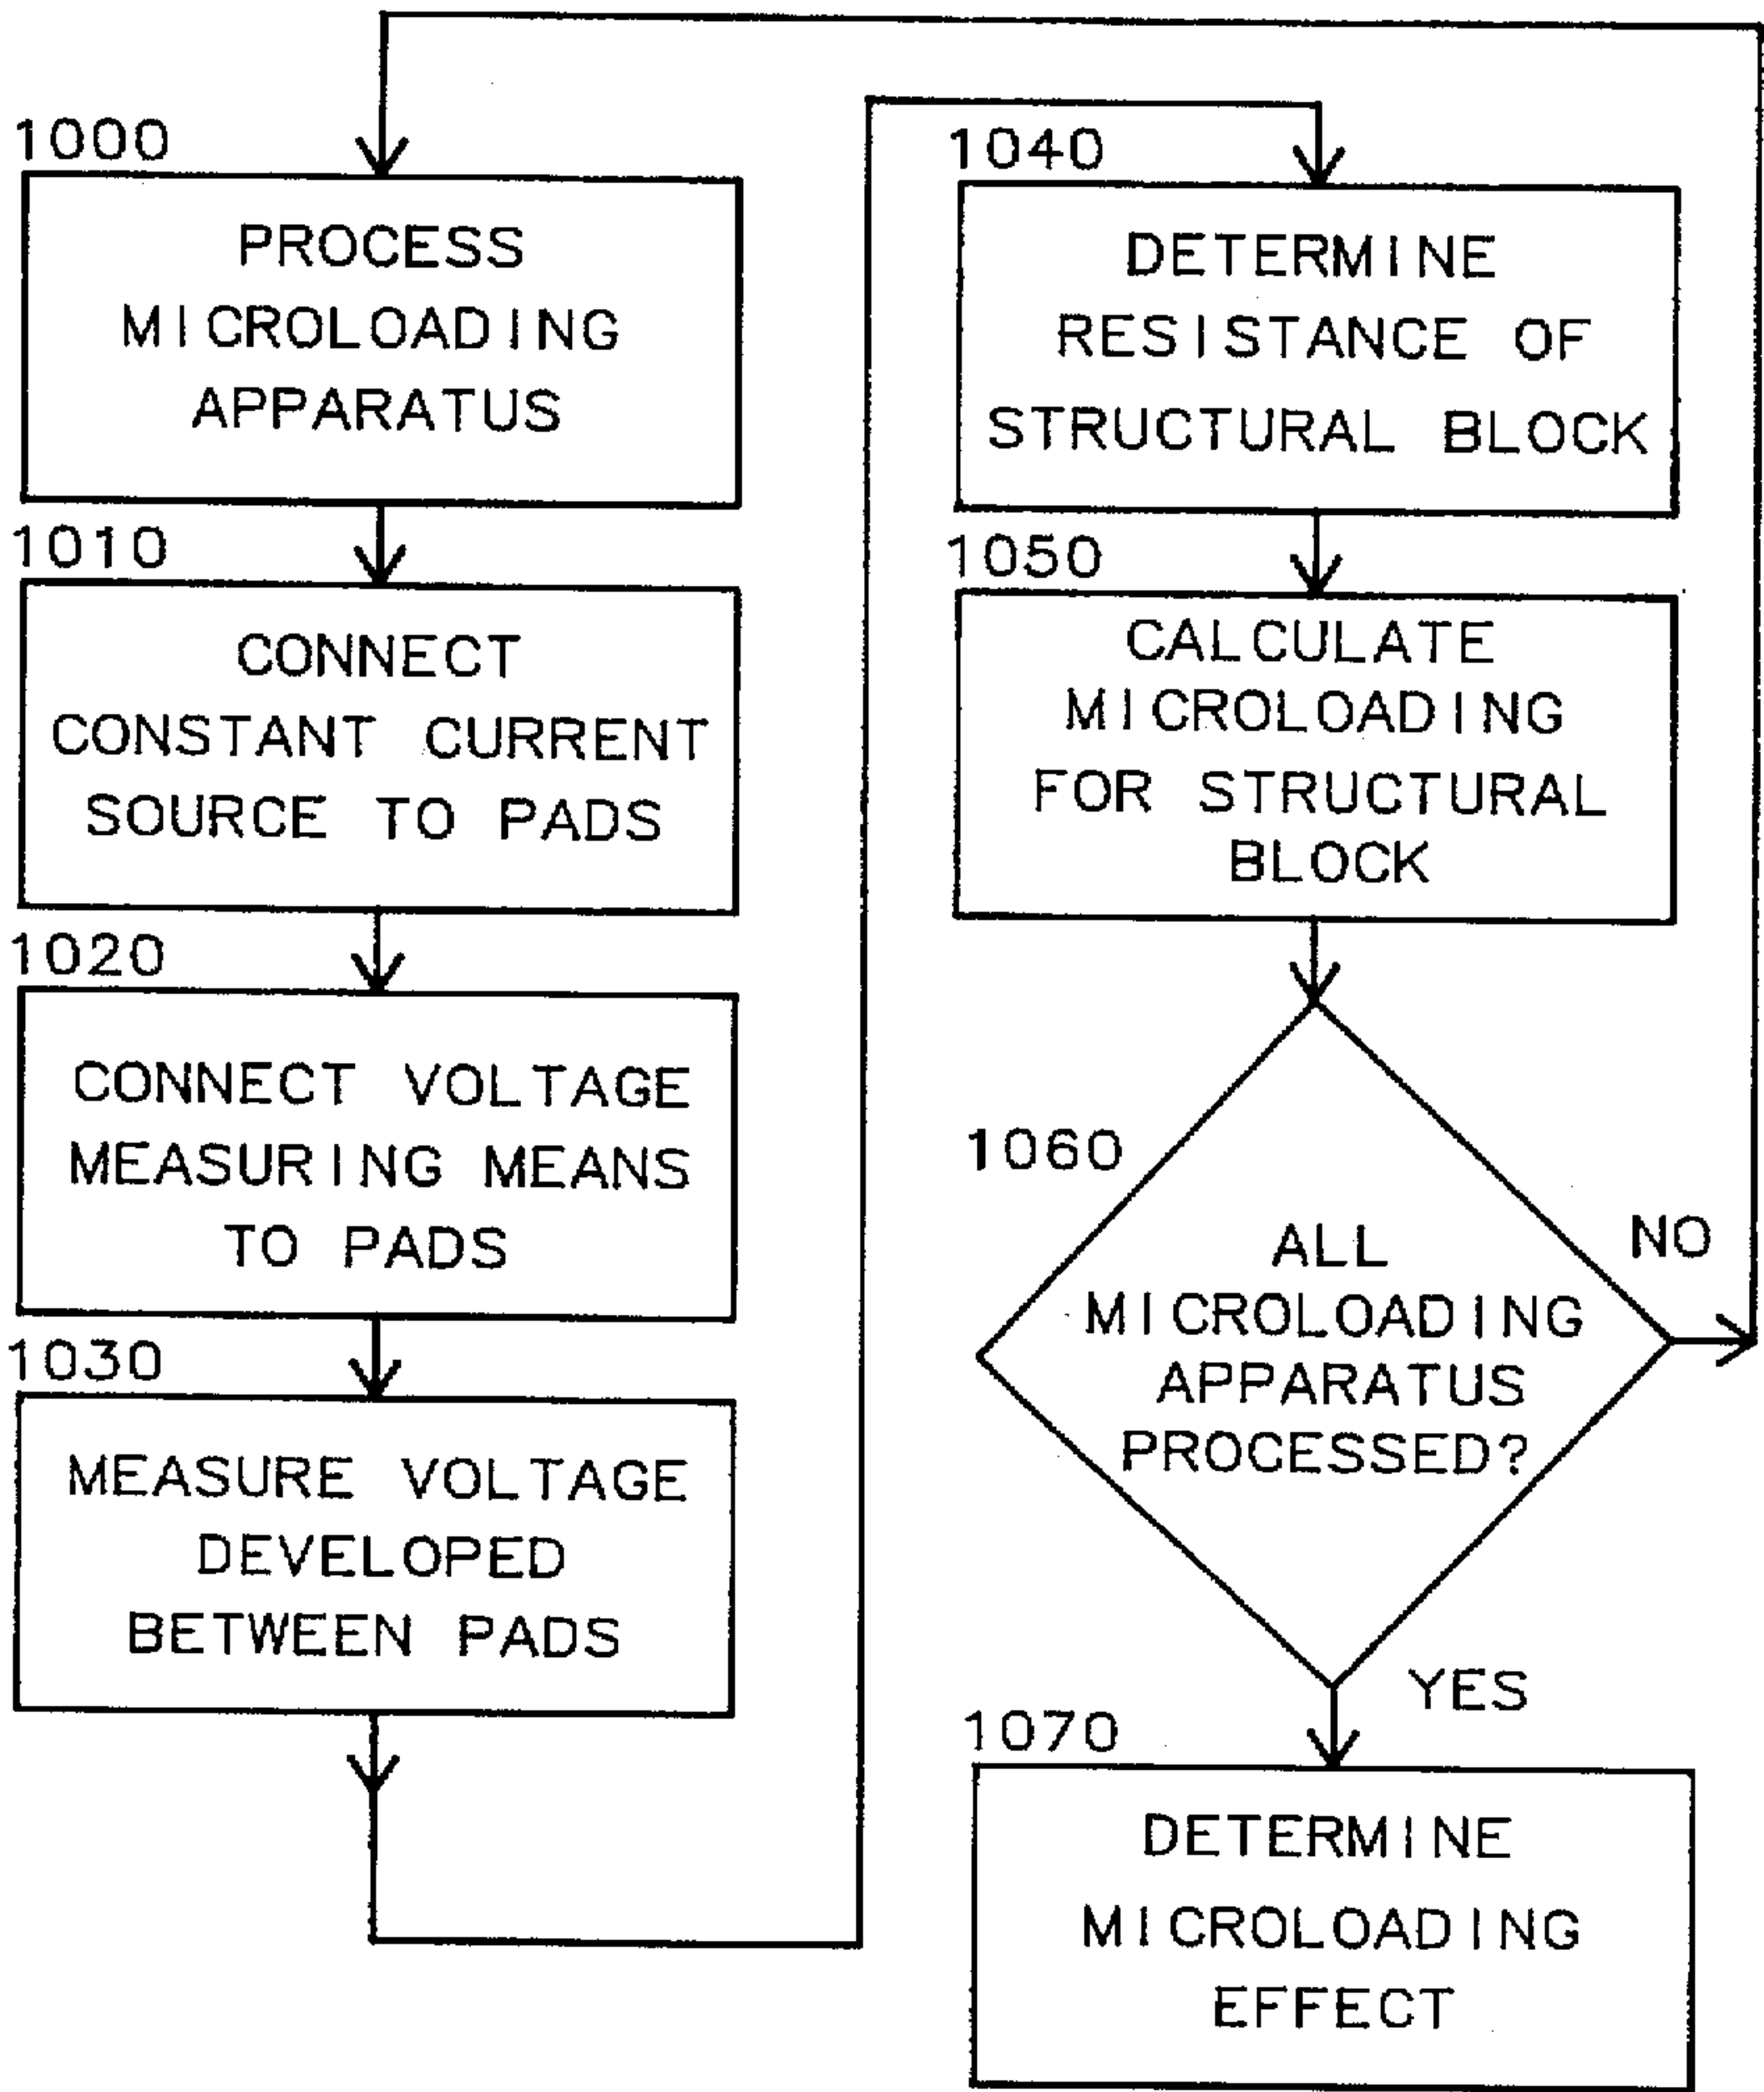 1000
PROCESS
MICROLOADING
APPARATUS
1010
CONNECT
CONSTANT CURRENT
SOURCE TO PADS
1020
CONNECT VOLTAGE
MEASURING MEANS
TO PADS
1030
MEASURE VOLTAGE
DEVELOPED
BETWEEN PADS
1040
DETERMINE
RESISTANCE OF
STRUCTURAL BLOCK
1050
CALCULATE
MICROLOADING
FOR STRUCTURAL
BLOCK
1060
ALL
MICROLOADING
APPARATUS
PROCESSED?
NO
YES
1070
DETERMINE
MICROLOADING
EFFECT